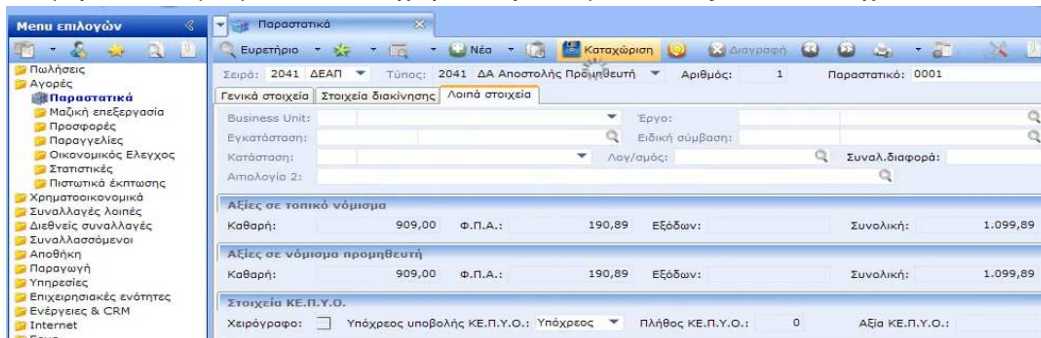 Menu επιλογών
Παραστατικά
Ευρετήριο
Νέο
Καταχώριση
Διαγραφή
Πωλήσεις
Αγορές
Παραστατικά
Μαζική επεξεργασία
Προσφορές
Παραγγελίες
Οικονομικός Ελεγχος
Στατιστικές
Πιστωτικά έκπτωσης
Χρηματοοικονομικά
Συναλλαγές λοιπές
Διεθνείς συναλλαγές
Συναλλασσόμενοι
Αποθήκη
Παραγωγή
Υπηρεσίες
Επιχειρησιακές ενότητες
Ενέργειες & CRM
Internet
Σειρά: 2041 ΔΕΑΠ Τύπος: 2041 ΔΑ Αποστολής Προμηθευτή Αριθμός: 1 Παραστατικό: 0001
Γενικά στοιχεία Στοιχεία διακίνησης Λοιπά στοιχεία
Business Unit: Έργο:
Εγκατάσταση: Ειδική σύμβαση:
Κατάσταση: Λογ/σμός: Συναλ.διαφορά:
Αιτιολογία 2:
Αξίες σε τοπικό νόμισμα
Καθαρή: 909,00 Φ.Π.Α.: 190,89 Εξόδων: Συνολική: 1.099,89
Αξίες σε νόμισμα προμηθευτή
Καθαρή: 909,00 Φ.Π.Α.: 190,89 Εξόδων: Συνολική: 1.099,89
Στοιχεία ΚΕ.Π.Υ.Ο.
Χειρόγραφο: Υπόχρεος υποβολής ΚΕ.Π.Υ.Ο.: Υπόχρεος Πλήθος ΚΕ.Π.Υ.Ο.: 0 Αξία ΚΕ.Π.Υ.Ο.: